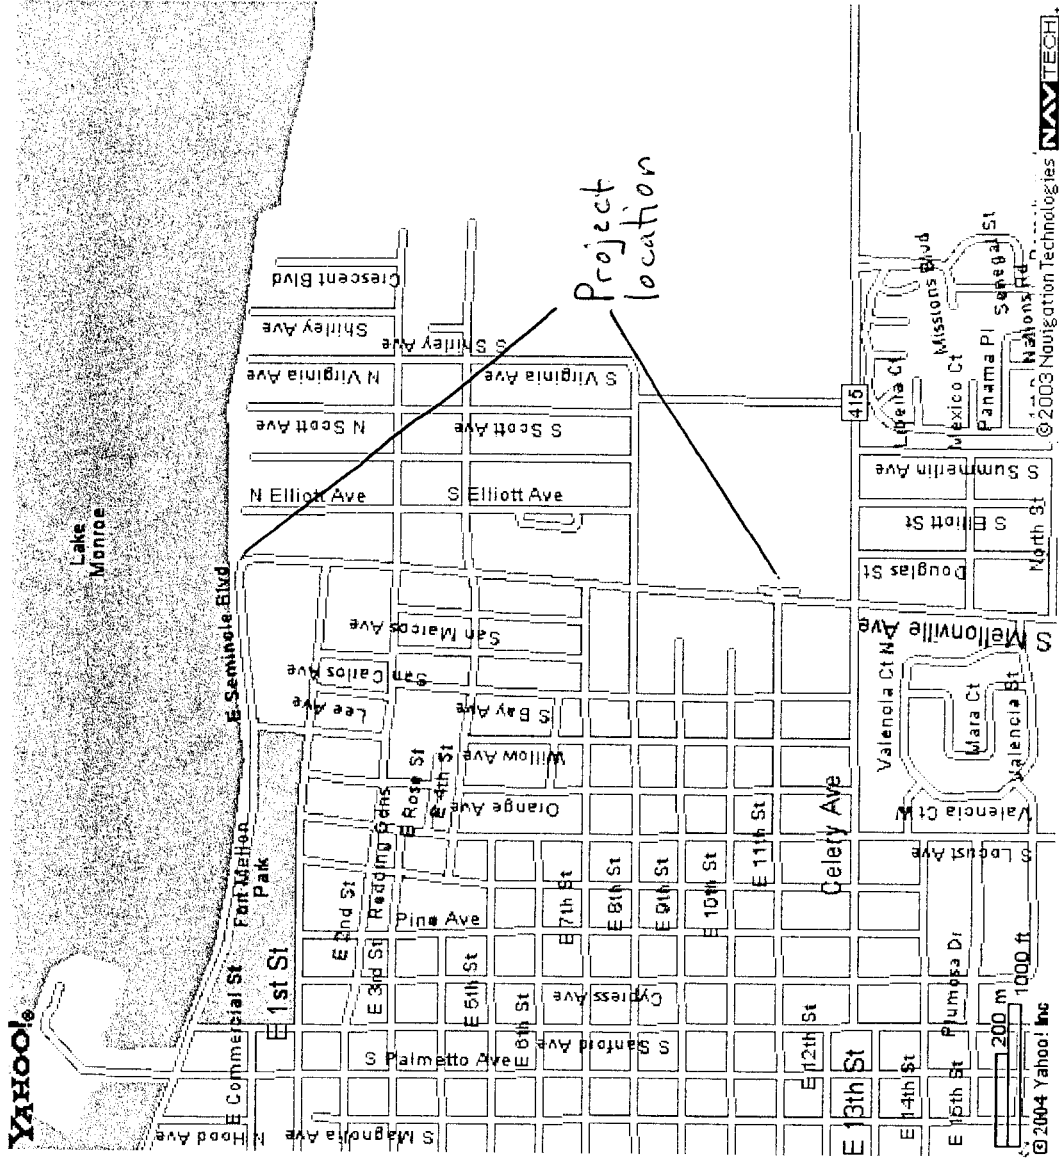 YAHOO!®
Lake
Monroe
E Seminole Blvd
Fort Mellon
Park
E Commercial St
E 1st St
E 2nd St
Redding Gdns
E 3rd St
E Rose St
E 4th St
E 5th St
E 6th St
E 7th St
E 8th St
E 9th St
E 10th St
E 11th St
E 12th St
Celery Ave
E 13th St
E 14th St
E 15th St
Plumosa Dr
N Hood Ave
S Magnolia Ave
S Palmetto Ave
S Sanford Ave
Cypress Ave
Pine Ave
Orange Ave
Willow Ave
S Bay Ave
Lee Ave
San Carlos Ave
San Marcos Ave
S Mellonville Ave
N Elliott Ave
S Elliott Ave
N Scott Ave
S Scott Ave
N Virginia Ave
S Virginia Ave
Shirley Ave
S Shirley Ave
Crescent Blvd
Project
location
415
S Locust Ave
Valencia Ct W
Valencia Ct N
Valencia St
Mara Ct
Douglas St
S Elliott St
S Summerlin Ave
North St
Liberia Ct
Mexico Ct
Missions Blvd
Panama Pl
Senegal St
Nations Rd
200 m
1000 ft
© 2004 Yahoo! Inc
©2003 Navigation Technologies NAVTECH.